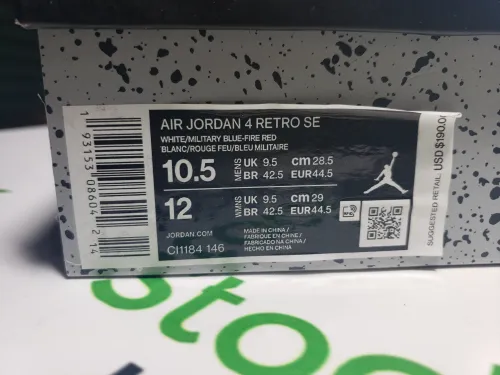 AIR JORDAN 4 RETRO SE
WHITE/MILITARY BLUE-FIRE RED
BLANC/ROUGE FEU/BLEU MILITAIRE
10.5 MENS UK 9.5 cm 28.5
BR 42.5 EUR 44.5
12 WMNS UK 9.5 cm 29
BR 42.5 EUR 44.5
JORDAN.COM
CI1184 146
MADE IN CHINA /
FABRIQUE EN CHINE /
FABRICADO NA CHINA /
HECHO EN CHINA
SUGGESTED RETAIL USD $190.00
1 93153 08604 2 14
Stoc